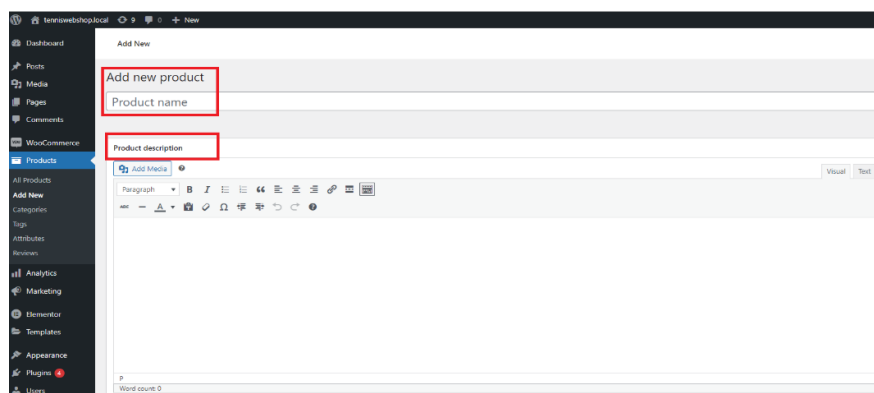 tenniswebshop.local 9 0 + New
Dashboard
Add New
Posts
Media
Pages
Comments
WooCommerce
Products
All Products
Add New
Categories
Tags
Attributes
Reviews
Analytics
Marketing
Elementor
Templates
Appearance
Plugins 4
Users
Add new product
Product name
Product description
Add Media
Visual Text
Paragraph B I
ABC A Ω
P
Word count: 0